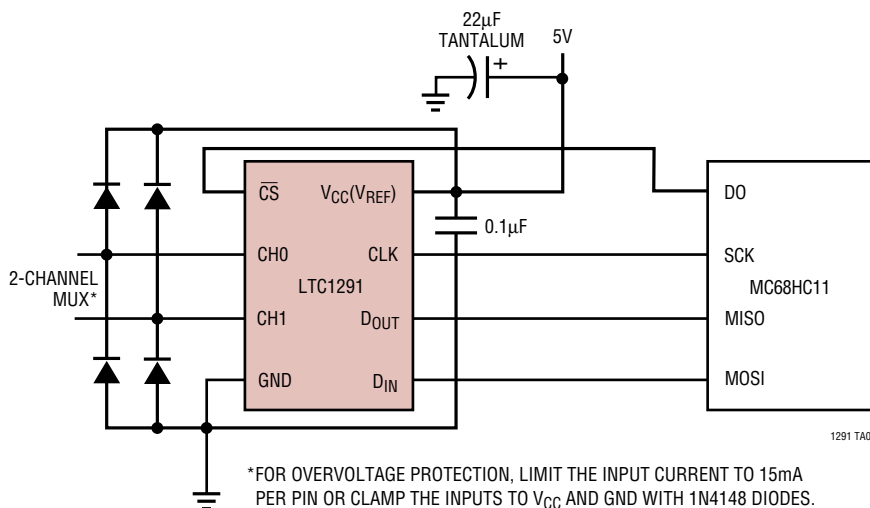 22µF
TANTALUM
5V
+
C̅S̅
VCC(VREF)
DO
0.1µF
CH0
CLK
SCK
2-CHANNEL
MUX*
LTC1291
MC68HC11
CH1
DOUT
MISO
GND
DIN
MOSI
1291 TA0
*FOR OVERVOLTAGE PROTECTION, LIMIT THE INPUT CURRENT TO 15mA
PER PIN OR CLAMP THE INPUTS TO VCC AND GND WITH 1N4148 DIODES.